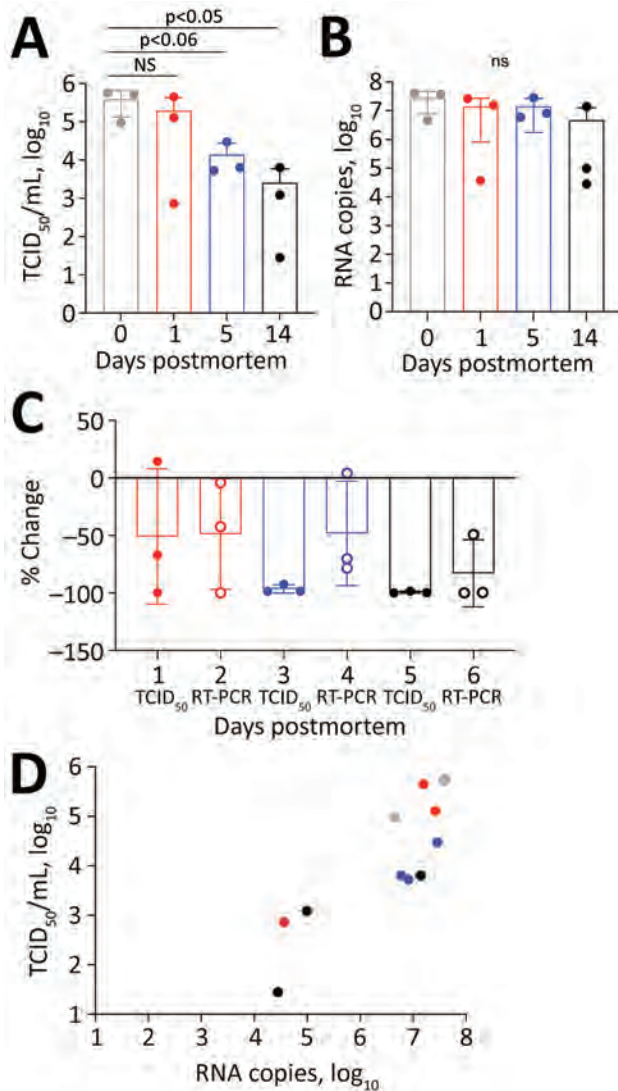 A
p<0.05
p<0.06
NS
TCID₅₀/mL, log₁₀
6
5
4
3
2
1
0
0 1 5 14
Days postmortem
B
ns
RNA copies, log₁₀
8
7
6
5
4
3
2
1
0
0 1 5 14
Days postmortem
C
% Change
50
0
−50
−100
−150
1 2 3 4 5 6
TCID₅₀ RT-PCR TCID₅₀ RT-PCR TCID₅₀ RT-PCR
Days postmortem
D
TCID₅₀/mL, log₁₀
6
5
4
3
2
1
1 2 3 4 5 6 7 8
RNA copies, log₁₀